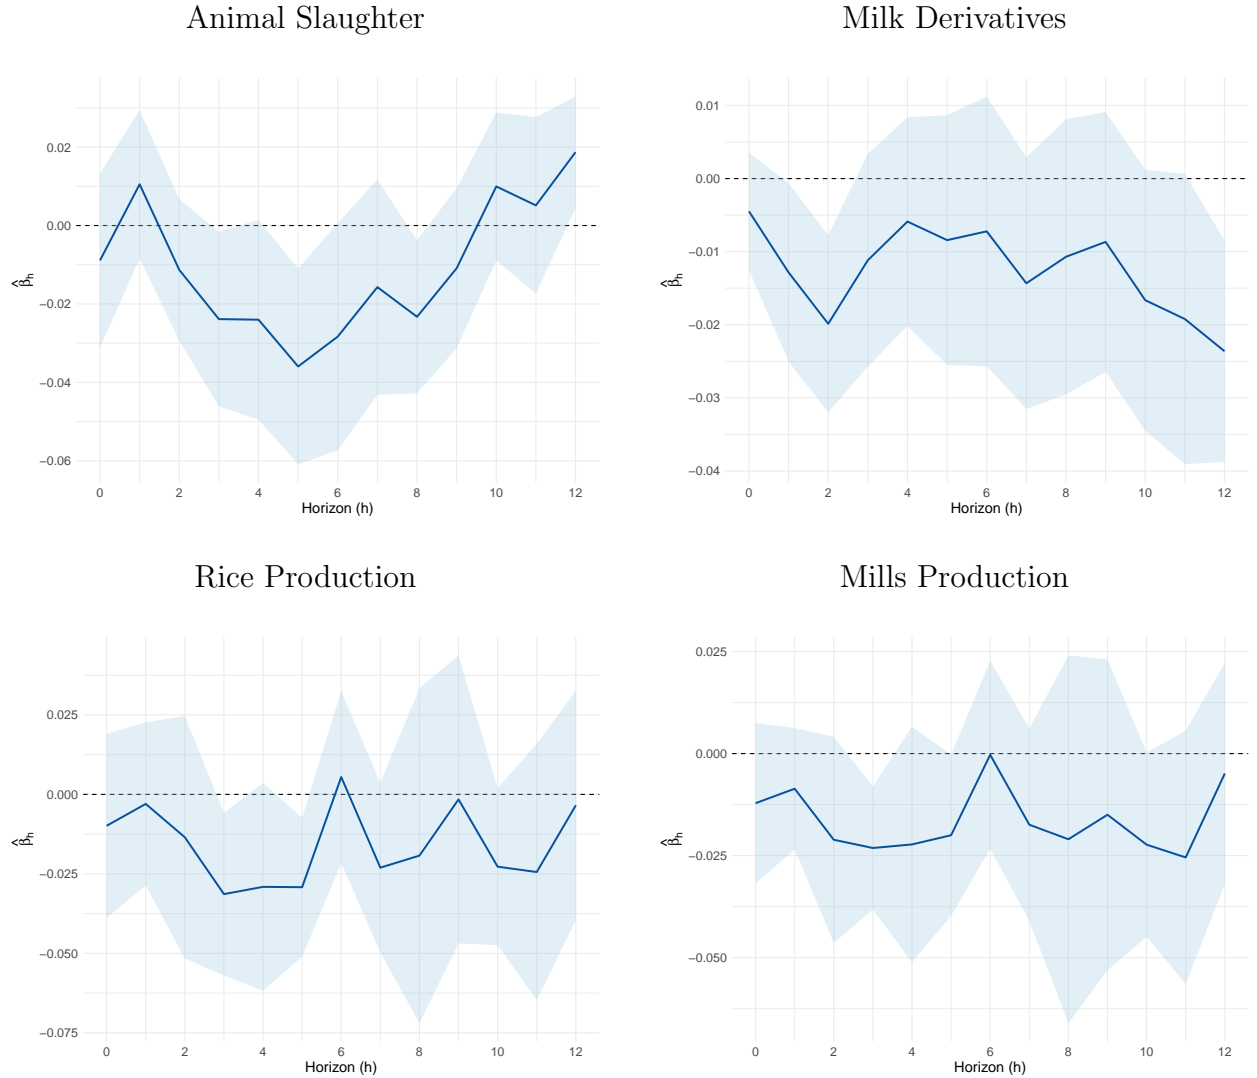 Animal Slaughter
0.02
0.00
−0.02
−0.04
−0.06
β̂h
0 2 4 6 8 10 12
Horizon (h)
Milk Derivatives
0.01
0.00
−0.01
−0.02
−0.03
−0.04
β̂h
0 2 4 6 8 10 12
Horizon (h)
Rice Production
0.025
0.000
−0.025
−0.050
−0.075
β̂h
0 2 4 6 8 10 12
Horizon (h)
Mills Production
0.025
0.000
−0.025
−0.050
β̂h
0 2 4 6 8 10 12
Horizon (h)